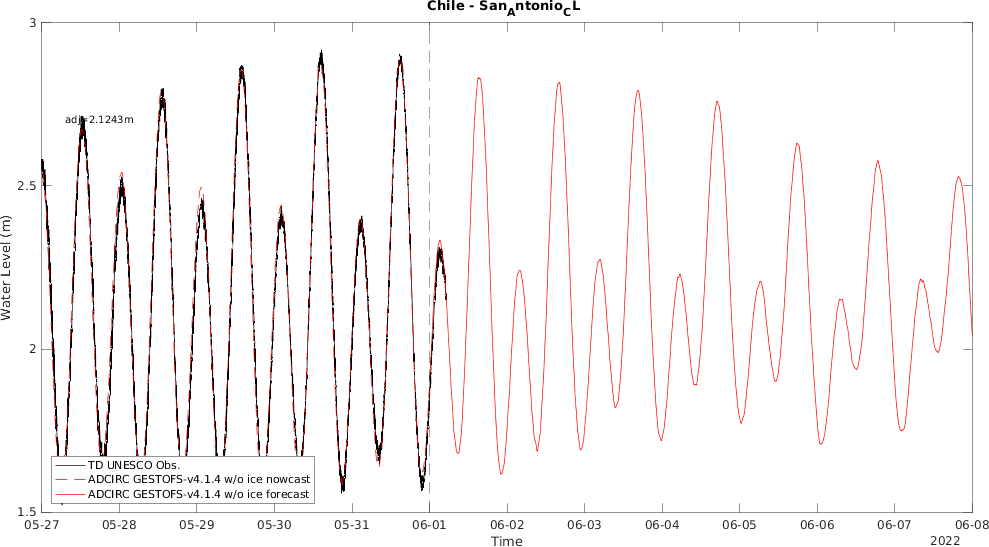 Chile - SanAntonioCL
3
2.5
2
1.5
Water Level (m)
adj=2.1243m
TD UNESCO Obs.
ADCIRC GESTOFS-v4.1.4 w/o ice nowcast
ADCIRC GESTOFS-v4.1.4 w/o ice forecast
05-27 05-28 05-29 05-30 05-31 06-01 06-02 06-03 06-04 06-05 06-06 06-07 06-08
Time
2022